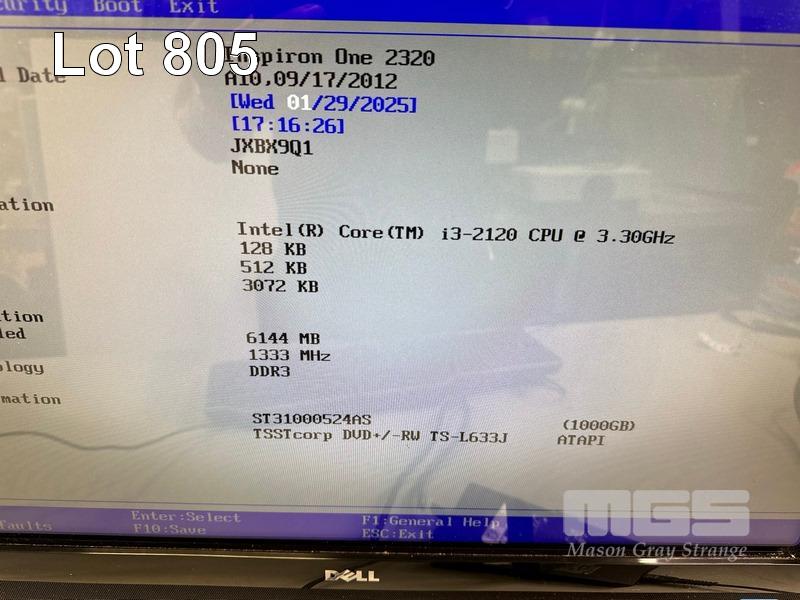 Security Boot Exit
Lot 805
Inspiron One 2320
Date A10,09/17/2012
[Wed 01/29/2025]
[17:16:26]
JXBX9Q1
None
ation
Intel(R) Core(TM) i3-2120 CPU @ 3.30GHz
128 KB
512 KB
3072 KB
tion
led 6144 MB
1333 MHz
ology DDR3
mation
ST31000524AS (1000GB)
TSSTcorp DVD+/-RW TS-L633J ATAPI
Enter:Select F1:General Help
faults F10:Save ESC:Exit
MGS
Mason Gray Strange
DELL